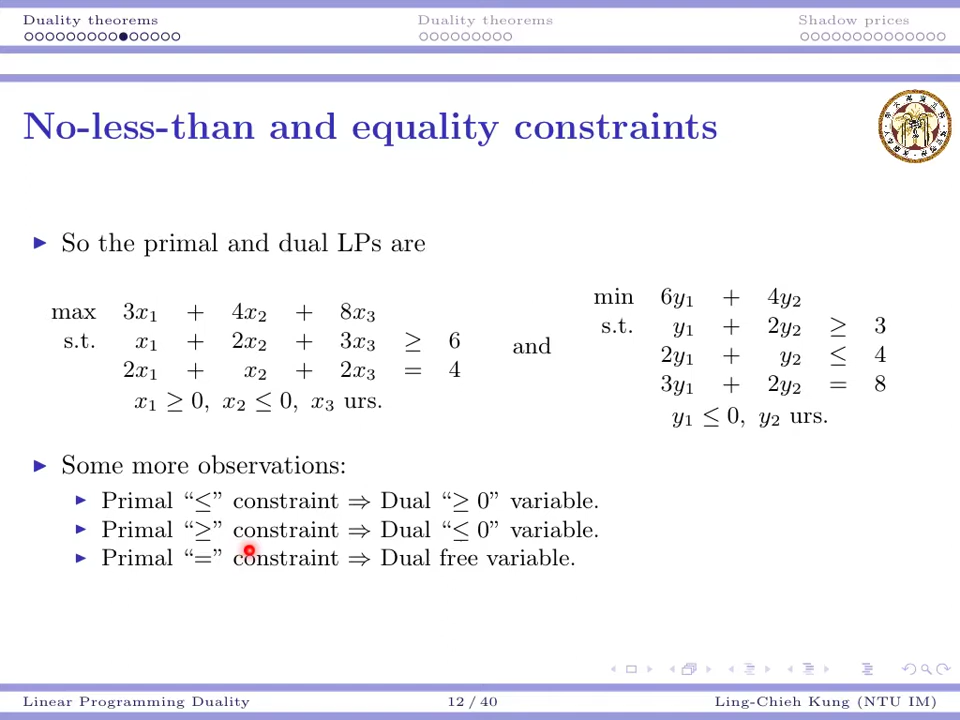 Duality theorems Duality theorems Shadow prices
No-less-than and equality constraints
▶ So the primal and dual LPs are
max 3x₁ + 4x₂ + 8x₃
s.t. x₁ + 2x₂ + 3x₃ ≥ 6
2x₁ + x₂ + 2x₃ = 4
x₁ ≥ 0, x₂ ≤ 0, x₃ urs.
and
min 6y₁ + 4y₂
s.t. y₁ + 2y₂ ≥ 3
2y₁ + y₂ ≤ 4
3y₁ + 2y₂ = 8
y₁ ≤ 0, y₂ urs.
▶ Some more observations:
▶ Primal “≤” constraint ⇒ Dual “≥ 0” variable.
▶ Primal “≥” constraint ⇒ Dual “≤ 0” variable.
▶ Primal “=” constraint ⇒ Dual free variable.
Linear Programming Duality 12 / 40 Ling-Chieh Kung (NTU IM)